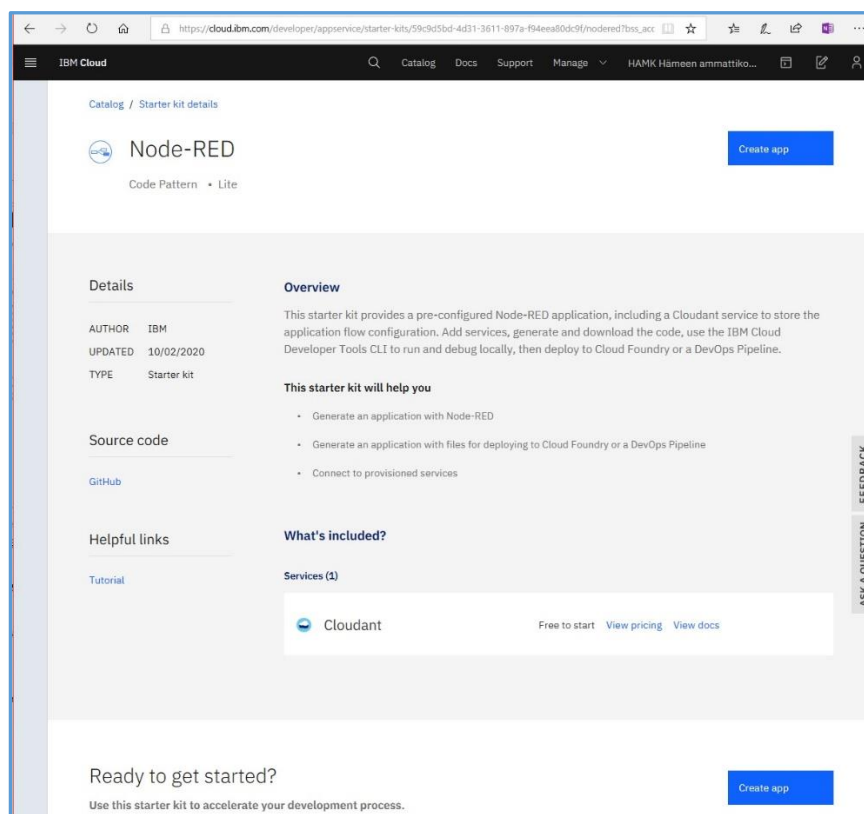 https://cloud.ibm.com/developer/appservice/starter-kits/59c9d5bd-4d31-3611-897a-f94eea80dc9f/nodered?bss_acc
IBM Cloud Catalog Docs Support Manage HAMK Hämeen ammattiko...
Catalog / Starter kit details
Node-RED
Create app
Code Pattern • Lite
Details
AUTHOR IBM
UPDATED 10/02/2020
TYPE Starter kit
Source code
GitHub
Helpful links
Tutorial
Overview
This starter kit provides a pre-configured Node-RED application, including a Cloudant service to store the
application flow configuration. Add services, generate and download the code, use the IBM Cloud
Developer Tools CLI to run and debug locally, then deploy to Cloud Foundry or a DevOps Pipeline.
This starter kit will help you
• Generate an application with Node-RED
• Generate an application with files for deploying to Cloud Foundry or a DevOps Pipeline
• Connect to provisioned services
What's included?
Services (1)
Cloudant Free to start View pricing View docs
FEEDBACK
ASK A QUESTION
Ready to get started?
Create app
Use this starter kit to accelerate your development process.